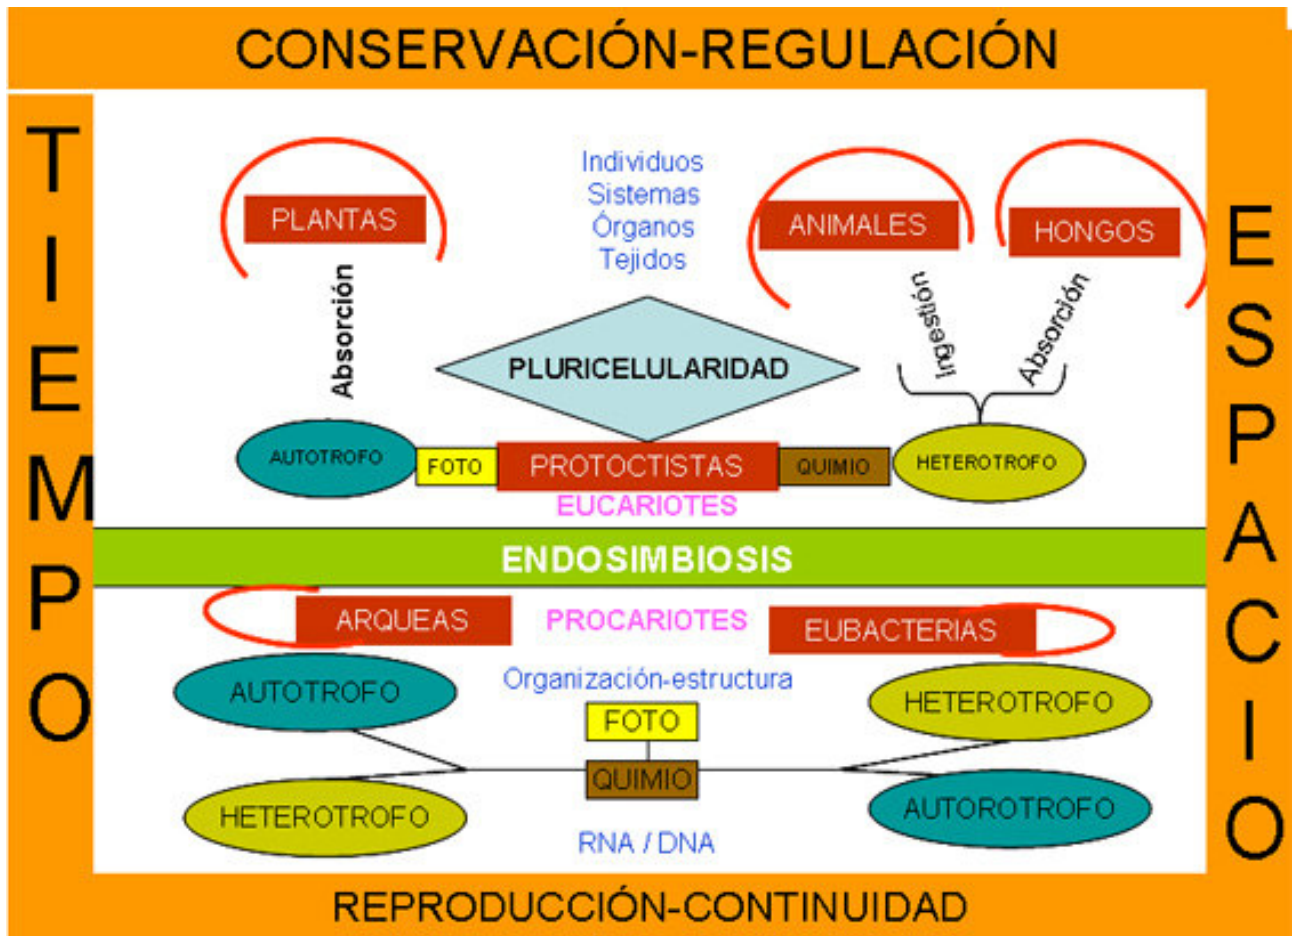 CONSERVACIÓN-REGULACIÓN
TIEMPO
ESPACIO
Individuos
Sistemas
Órganos
Tejidos
PLANTAS
ANIMALES
HONGOS
Absorción
Ingestión
Absorción
PLURICELULARIDAD
AUTOTROFO
FOTO
PROTOCTISTAS
QUIMIO
HETEROTROFO
EUCARIOTES
ENDOSIMBIOSIS
ARQUEAS
PROCARIOTES
EUBACTERIAS
AUTOTROFO
Organización-estructura
HETEROTROFO
FOTO
QUIMIO
HETEROTROFO
AUTOROTROFO
RNA / DNA
REPRODUCCIÓN-CONTINUIDAD